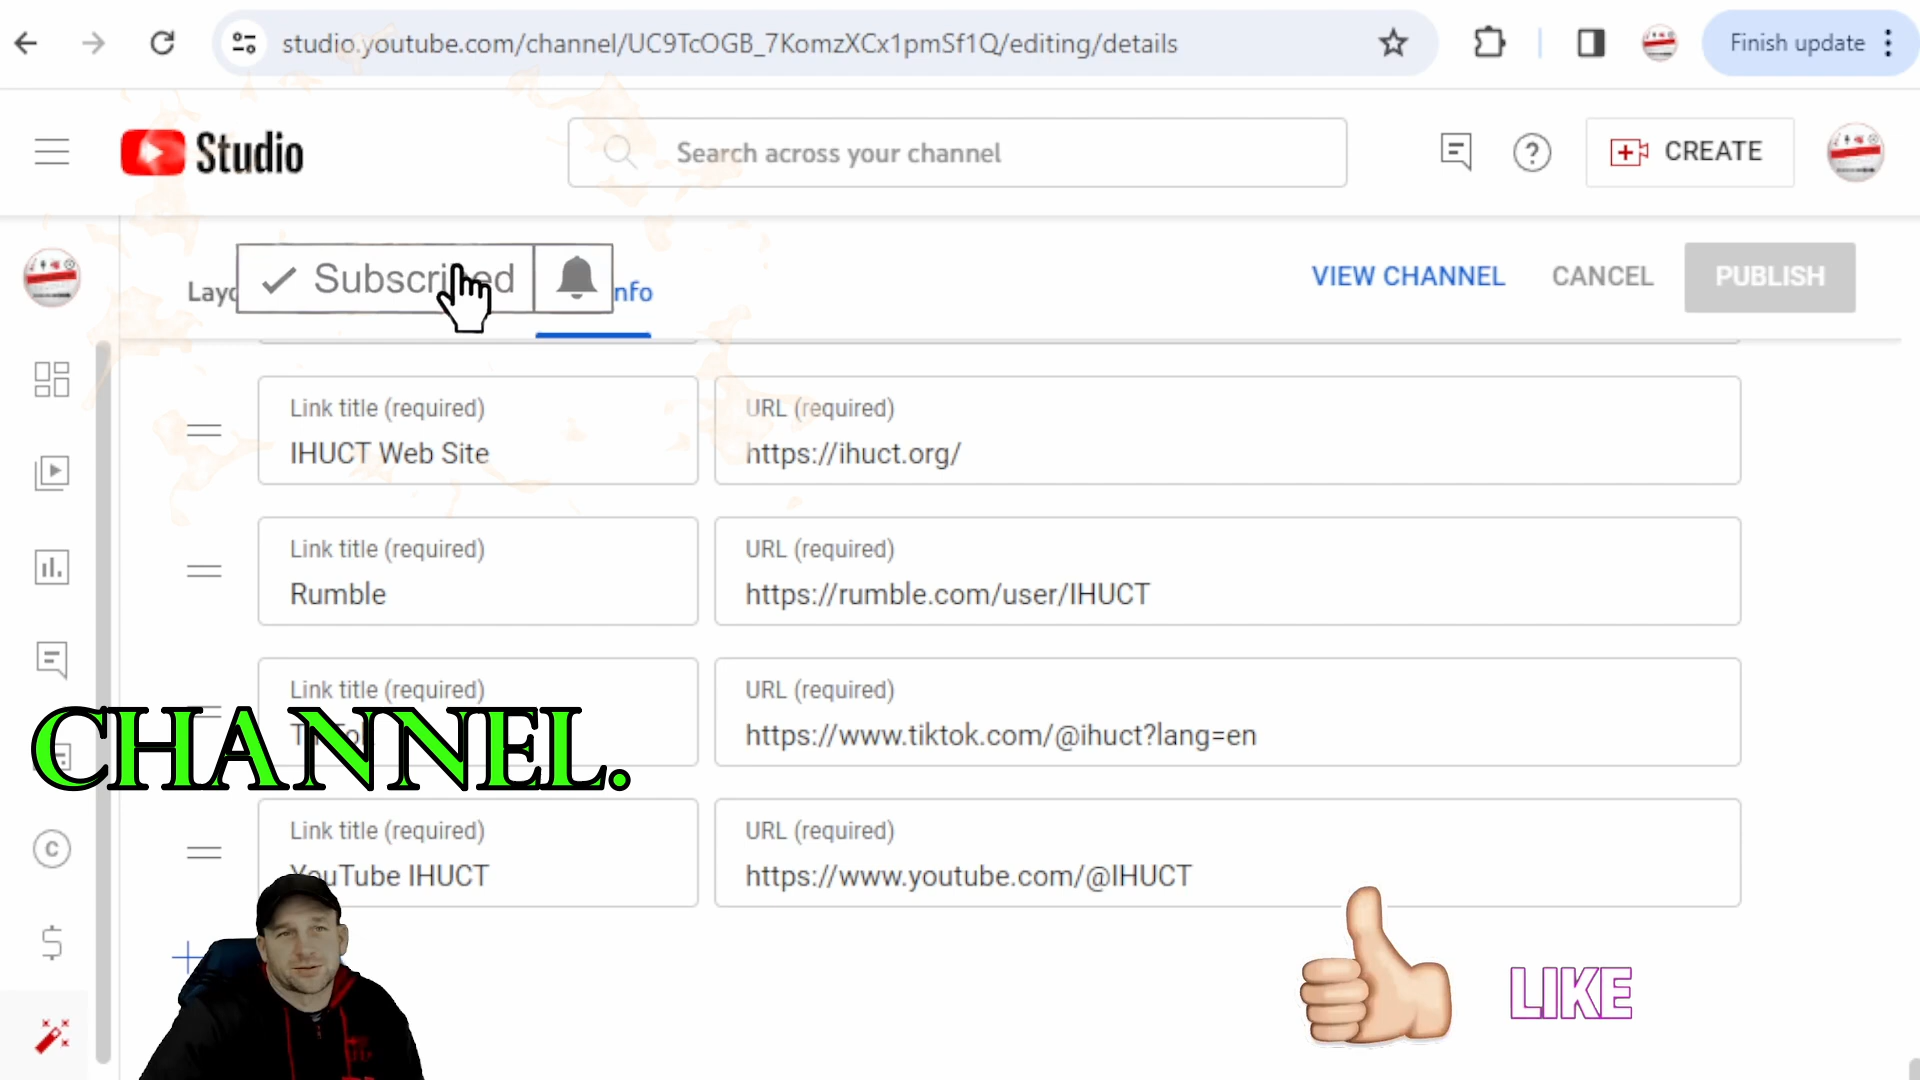 studio.youtube.com/channel/UC9TcOGB_7KomzXCx1pmSf1Q/editing/details
Finish update
Studio
Search across your channel
CREATE
Subscribed
VIEW CHANNEL
CANCEL
PUBLISH
Link title (required)
URL (required)
IHUCT Web Site
https://ihuct.org/
Link title (required)
URL (required)
Rumble
https://rumble.com/user/IHUCT
Link title (required)
URL (required)
https://www.tiktok.com/@ihuct?lang=en
CHANNEL.
Link title (required)
URL (required)
YouTube IHUCT
https://www.youtube.com/@IHUCT
LIKE